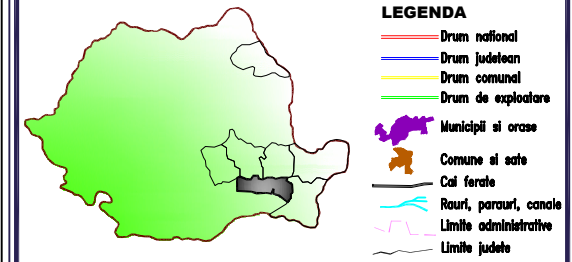 LEGENDA
Drum national
Drum judetean
Drum comunal
Drum de exploatare
Municipii si orase
Comune si sate
Cai ferate
Rauri, parauri, canale
Limite administrative
Limite judete